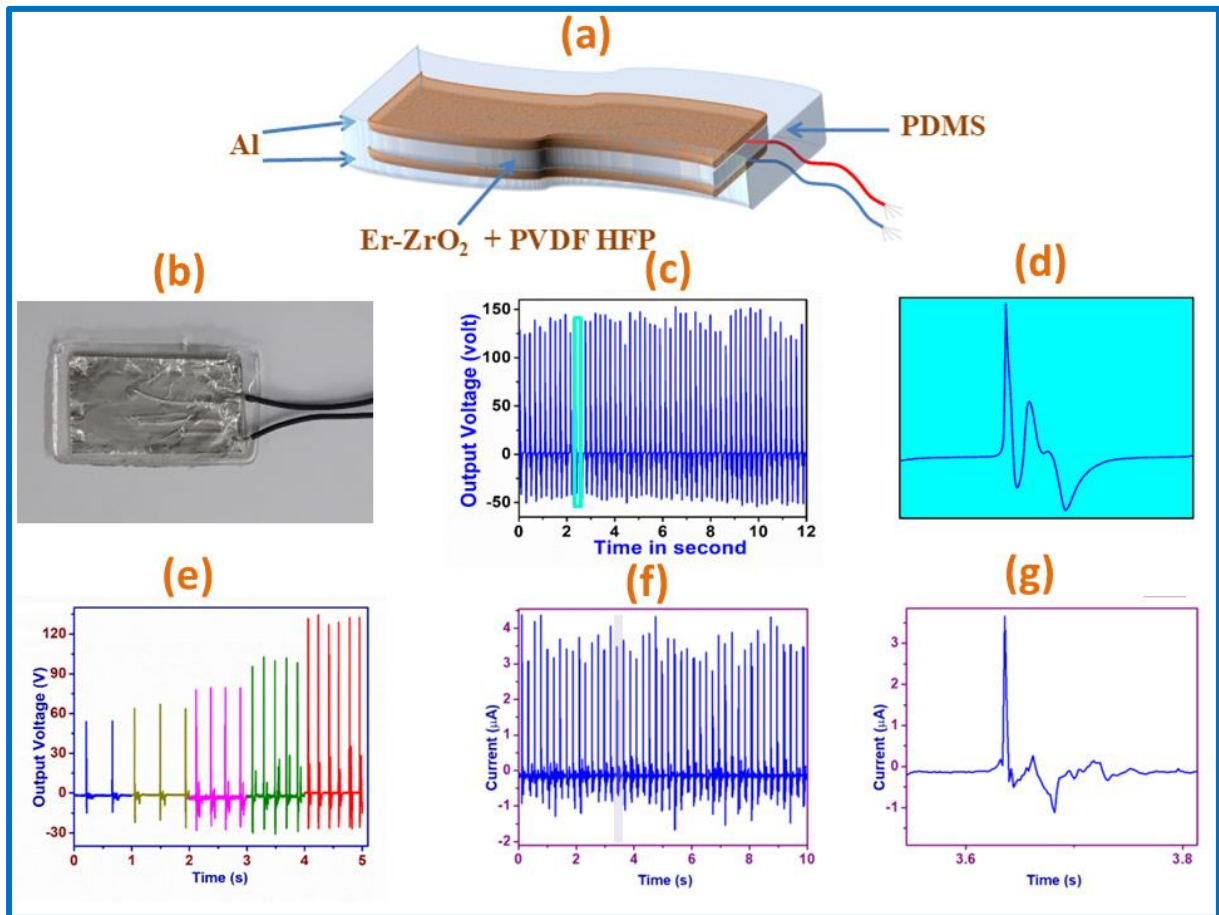 (a)
Al
PDMS
Er-ZrO₂ + PVDF HFP
(b)
(c)
Output Voltage (volt)
150
100
50
0
-50
0 2 4 6 8 10 12
Time in second
(d)
(e)
Output Voltage (V)
120
90
60
30
0
-30
0 1 2 3 4 5
Time (s)
(f)
Current (μA)
4
3
2
1
0
-1
-2
0 2 4 6 8 10
Time (s)
(g)
Current (μA)
4
3
2
1
0
-1
3.6 3.8
Time (s)